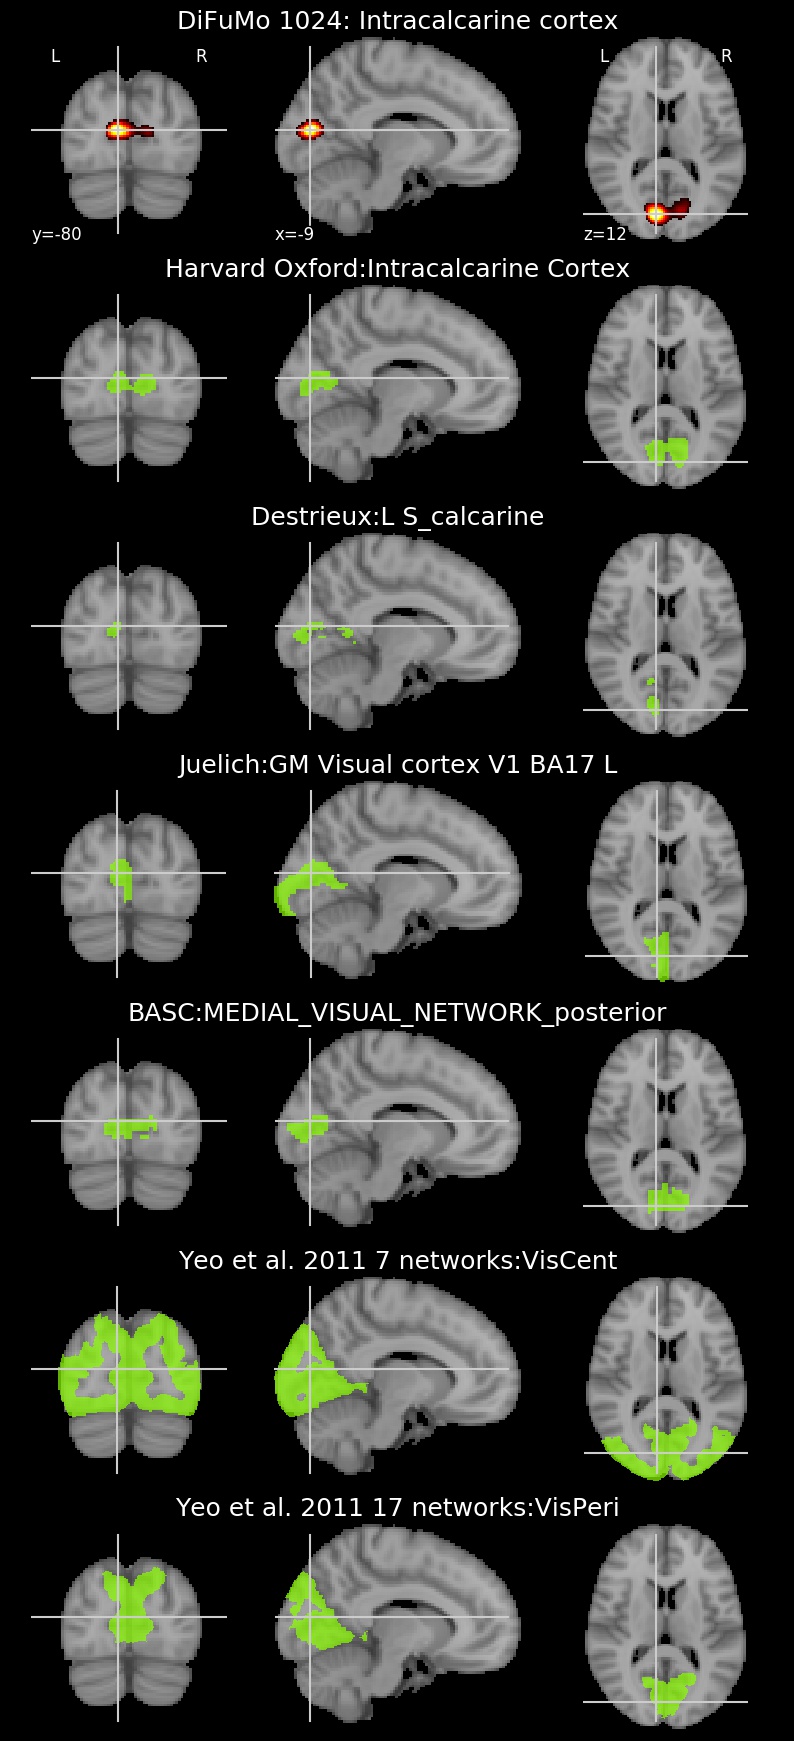 DiFuMo 1024: Intracalcarine cortex
L R L R
y=-80 x=-9 z=12
Harvard Oxford:Intracalcarine Cortex
Destrieux:L S_calcarine
Juelich:GM Visual cortex V1 BA17 L
BASC:MEDIAL_VISUAL_NETWORK_posterior
Yeo et al. 2011 7 networks:VisCent
Yeo et al. 2011 17 networks:VisPeri